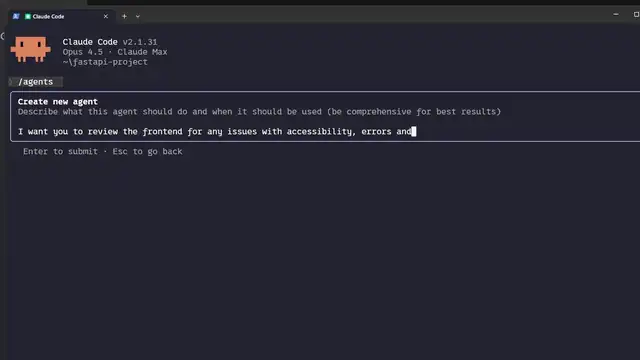 Claude Code
Claude Code v2.1.31
Opus 4.5 · Claude Max
~\fastapi-project
/agents
Create new agent
Describe what this agent should do and when it should be used (be comprehensive for best results)
I want you to review the frontend for any issues with accessibility, errors and
Enter to submit · Esc to go back